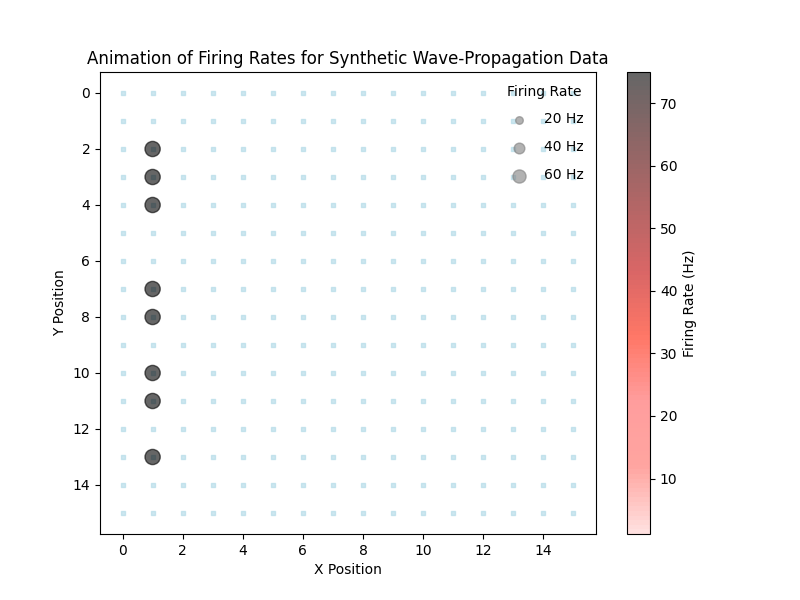 Animation of Firing Rates for Synthetic Wave-Propagation Data
Firing Rate
20 Hz
40 Hz
60 Hz
0
2
4
6
8
10
12
14
Y Position
0 2 4 6 8 10 12 14
X Position
70
60
50
40
30
20
10
Firing Rate (Hz)